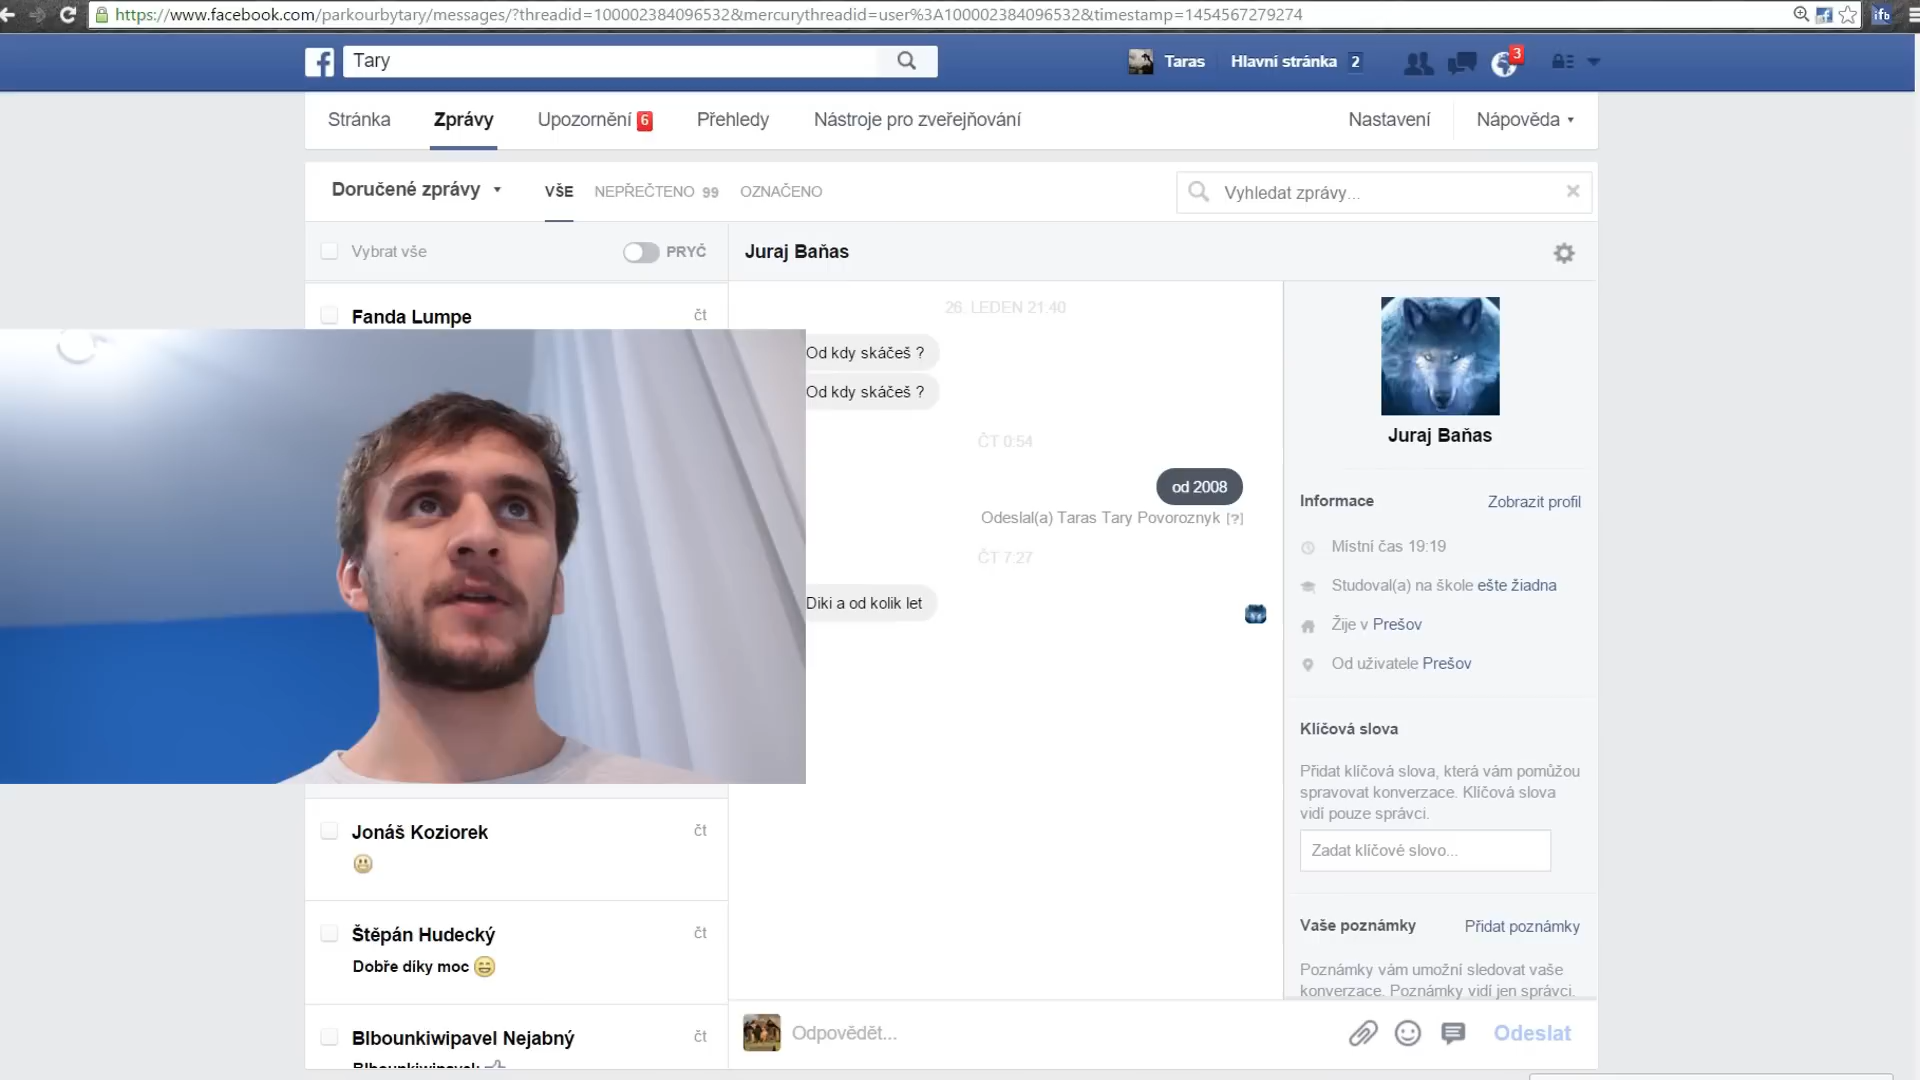 https://www.facebook.com/parkourbytary/messages/?threadid=100002384096532&mercurythreadid=user%3A100002384096532&timestamp=1454567279274
ifb
Tary
Taras
Hlavní stránka 2
3
Stránka
Zprávy
Upozornění 6
Přehledy
Nástroje pro zveřejňování
Nastavení
Nápověda
Doručené zprávy
VŠE
NEPŘEČTENO 99
OZNAČENO
Vyhledat zprávy...
Vybrat vše
PRYČ
Juraj Baňas
Fanda Lumpe
čt
26. LEDEN 21:40
Od kdy skáčeš ?
Od kdy skáčeš ?
ČT 0:54
od 2008
Odeslal(a) Taras Tary Povoroznyk [?]
ČT 7:27
Diki a od kolik let
Jonáš Koziorek
čt
Štěpán Hudecký
čt
Dobře díky moc
Blbounkiwipavel Nejabný
čt
Blbounkiwipavel:
Odpovědět...
Odeslat
Juraj Baňas
Informace
Zobrazit profil
Místní čas 19:19
Studoval(a) na škole ešte žiadna
Žije v Prešov
Od uživatele Prešov
Klíčová slova
Přidat klíčová slova, která vám pomůžou
spravovat konverzace. Klíčová slova
vidí pouze správci.
Zadat klíčové slovo...
Vaše poznámky
Přidat poznámky
Poznámky vám umožní sledovat vaše
konverzace. Poznámky vidí jen správci.